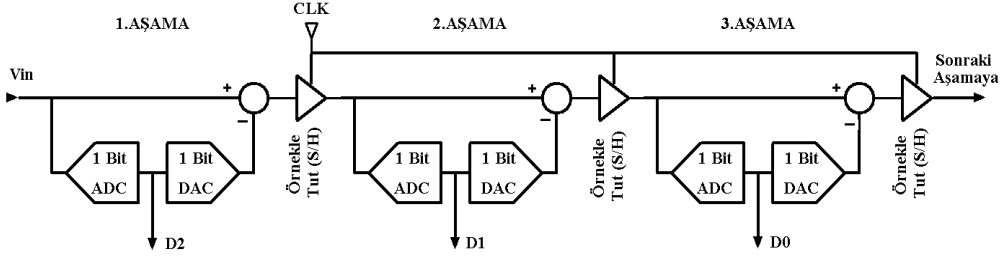 1.AŞAMA
CLK
2.AŞAMA
3.AŞAMA
Vin
Sonraki
Aşamaya
+
+
+
−
−
−
1 Bit
ADC
1 Bit
DAC
Örnekle
Tut (S/H)
1 Bit
ADC
1 Bit
DAC
Örnekle
Tut (S/H)
1 Bit
ADC
1 Bit
DAC
Örnekle
Tut (S/H)
D2
D1
D0